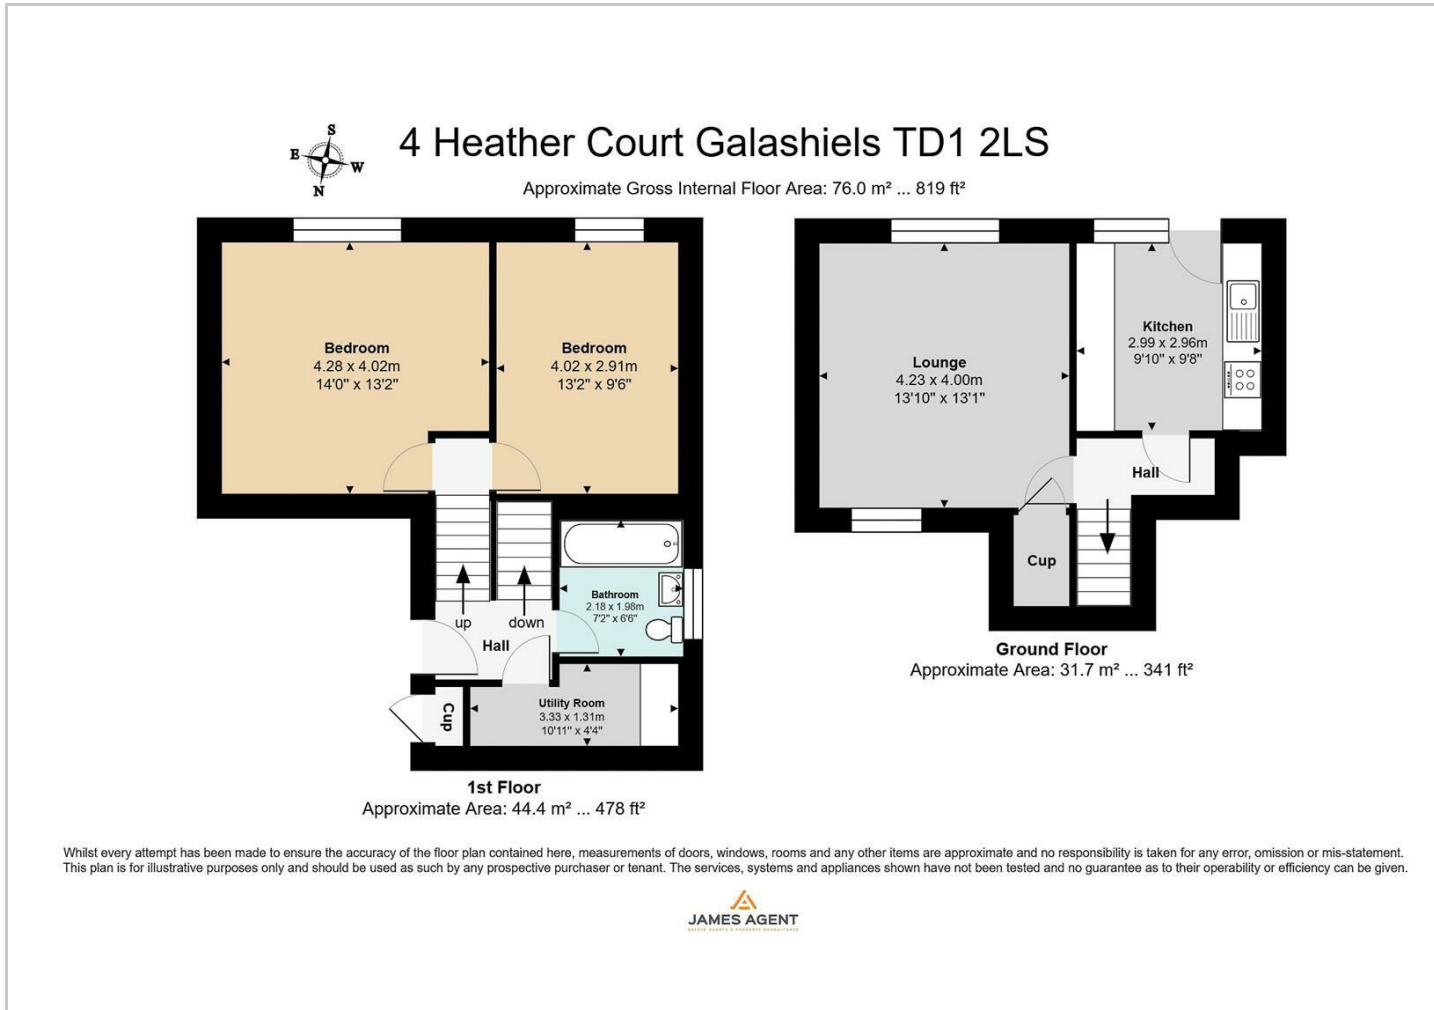 4 Heather Court Galashiels TD1 2LS
S
E
W
N
Approximate Gross Internal Floor Area: 76.0 m² ... 819 ft²
Bedroom
4.28 x 4.02m
14'0" x 13'2"
Bedroom
4.02 x 2.91m
13'2" x 9'6"
up
down
Hall
Bathroom
2.18 x 1.98m
7'2" x 6'6"
Cup
Utility Room
3.33 x 1.31m
10'11" x 4'4"
1st Floor
Approximate Area: 44.4 m² ... 478 ft²
Lounge
4.23 x 4.00m
13'10" x 13'1"
Kitchen
2.99 x 2.96m
9'10" x 9'8"
Hall
Cup
Ground Floor
Approximate Area: 31.7 m² ... 341 ft²
Whilst every attempt has been made to ensure the accuracy of the floor plan contained here, measurements of doors, windows, rooms and any other items are approximate and no responsibility is taken for any error, omission or mis-statement.
This plan is for illustrative purposes only and should be used as such by any prospective purchaser or tenant. The services, systems and appliances shown have not been tested and no guarantee as to their operability or efficiency can be given.
JAMES AGENT
ESTATE AGENTS & PROPERTY CONSULTANTS